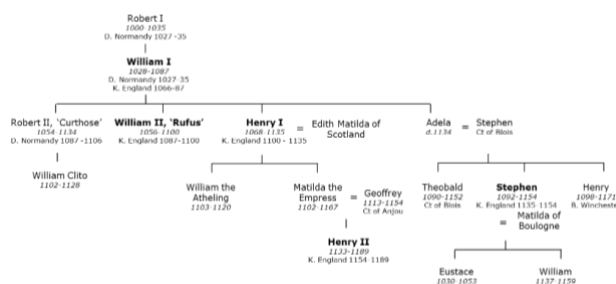 Robert I
1000-1035
D. Normandy 1027-35
William I
1028-1087
D. Normandy 1027-35
K. England 1066-87
Robert II, 'Curthose'
1054-1134
D. Normandy 1087-1106
William II, 'Rufus'
1056-1100
K. England 1087-1100
Henry I
1068-1135
K. England 1100-1135
=
Edith Matilda of
Scotland
Adela
d.1134
=
Stephen
Ct of Blois
William Clito
1102-1128
William the
Atheling
1103-1120
Matilda the
Empress
1102-1167
=
Geoffrey
1113-1154
Ct of Anjou
Theobald
1090-1152
Ct of Blois
Stephen
1092-1154
K. England 1135-1154
Henry
1098-1171
B. Winchester
=
Matilda of
Boulogne
Henry II
1133-1189
K. England 1154-1189
Eustace
1030-1053
William
1137-1159